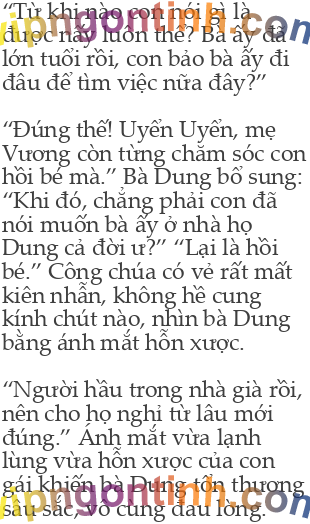 “Từ khi nào con nói gì là
được nấy luôn thế? Bà ấy đã
lớn tuổi rồi, con bảo bà ấy đi
đâu để tìm việc nữa đây?”
“Đúng thế! Uyển Uyển, mẹ
Vương còn từng chăm sóc con
hồi bé mà.” Bà Dung bổ sung:
“Khi đó, chẳng phải con đã
nói muốn bà ấy ở nhà họ
Dung cả đời ư?” “Lại là hồi
bé.” Công chúa có vẻ rất mất
kiên nhẫn, không hề cung
kính chút nào, nhìn bà Dung
bằng ánh mắt hỗn xược.
“Người hầu trong nhà già rồi,
nên cho họ nghỉ từ lâu mới
đúng.” Ánh mắt vừa lạnh
lùng vừa hỗn xược của con
gái khiến bà Dung tổn thương
sâu sắc, vô cùng đau lòng.
vipngontinh.com
vipngontinh.com